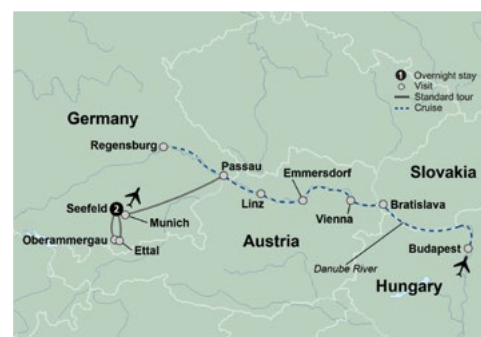 1 Overnight stay
Visit
Standard tour
Cruise
Germany
Regensburg
Passau
Emmersdorf
Slovakia
Seefeld 2
Munich
Linz
Vienna
Bratislava
Oberammergau
Ettal
Austria
Budapest
Danube River
Hungary